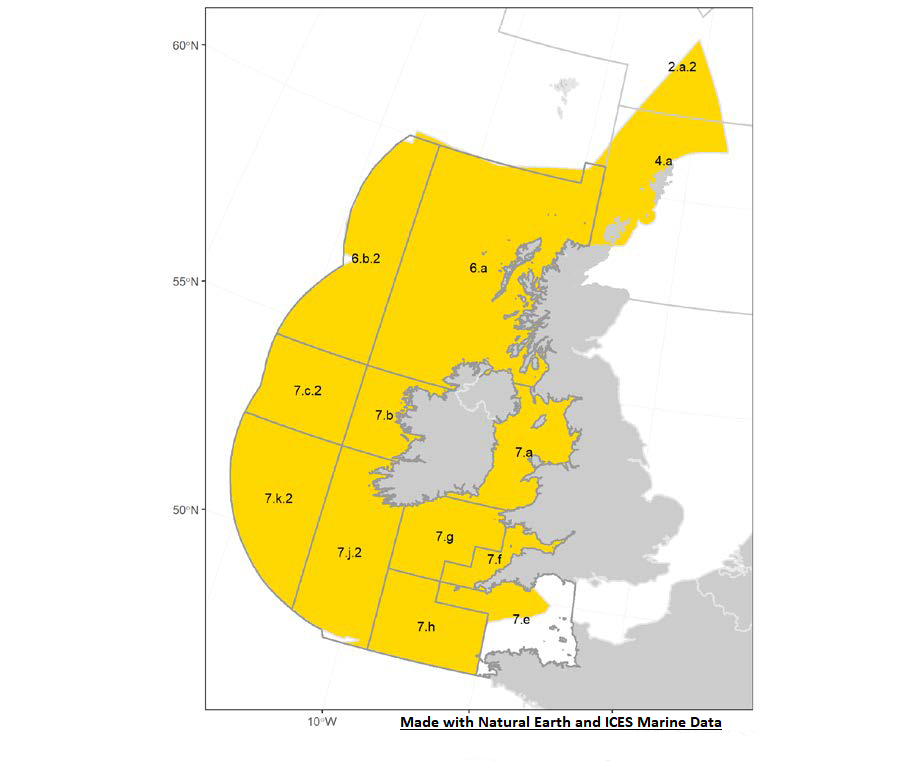 60°N
2.a.2
4.a
6.b.2
6.a
55°N
7.c.2
7.b
7.a
7.k.2
50°N
7.g
7.j.2
7.f
7.e
7.h
10°W
Made with Natural Earth and ICES Marine Data